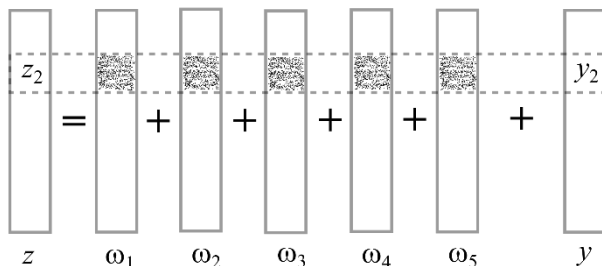 z₂ y₂
= + + + + +
z ω₁ ω₂ ω₃ ω₄ ω₅ y